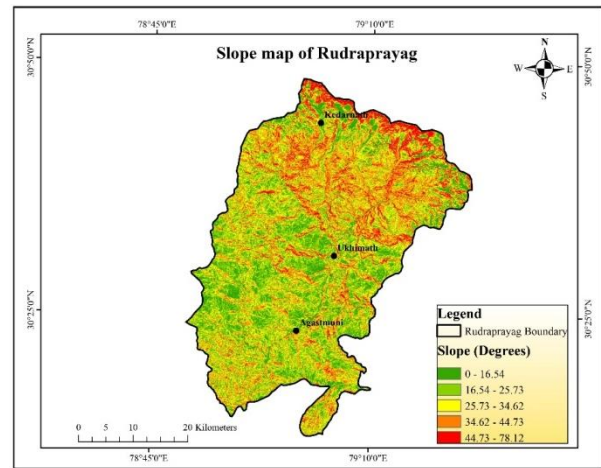 78°45'0"E 79°10'0"E
Slope map of Rudraprayag
30°50'0"N 30°50'0"N
N
W E
S
Kedarnath
Ukhimath
30°25'0"N 30°25'0"N
Agastmuni
Legend
Rudraprayag Boundary
Slope (Degrees)
0 - 16.54
16.54 - 25.73
25.73 - 34.62
34.62 - 44.73
44.73 - 78.12
0 5 10 20 Kilometers
78°45'0"E 79°10'0"E